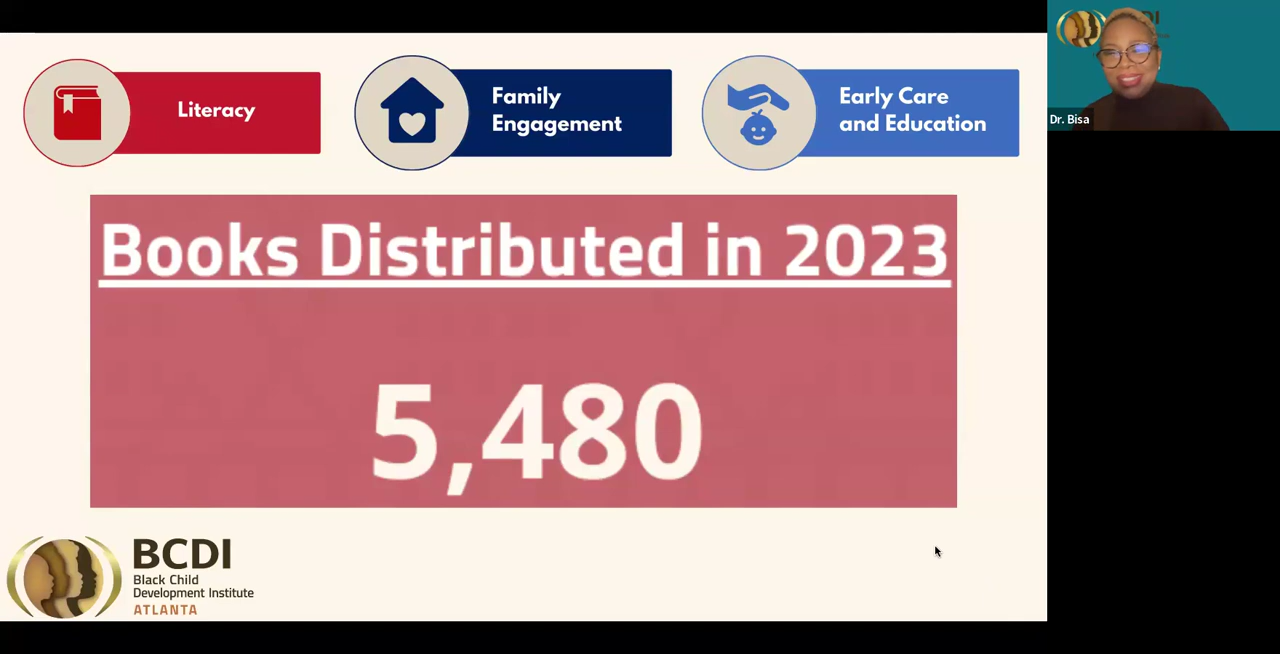 Literacy
Family
Engagement
Early Care
and Education
Dr. Bisa
Books Distributed in 2023
5,480
BCDI
Black Child
Development Institute
ATLANTA